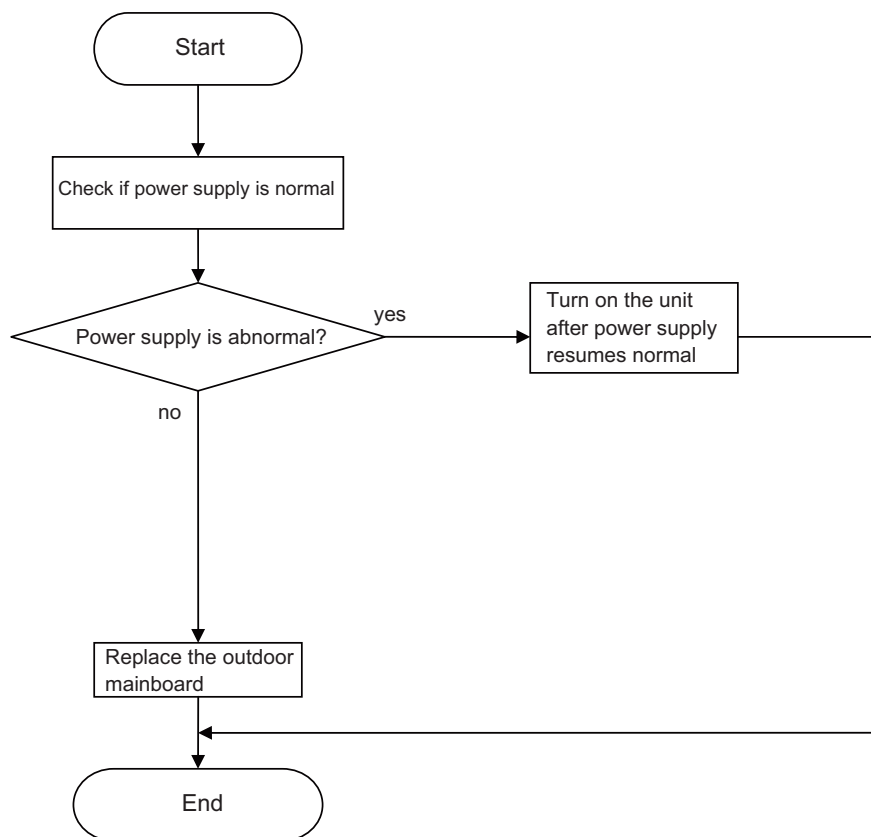 Start
Check if power supply is normal
Power supply is abnormal?
yes
Turn on the unit
after power supply
resumes normal
no
Replace the outdoor
mainboard
End